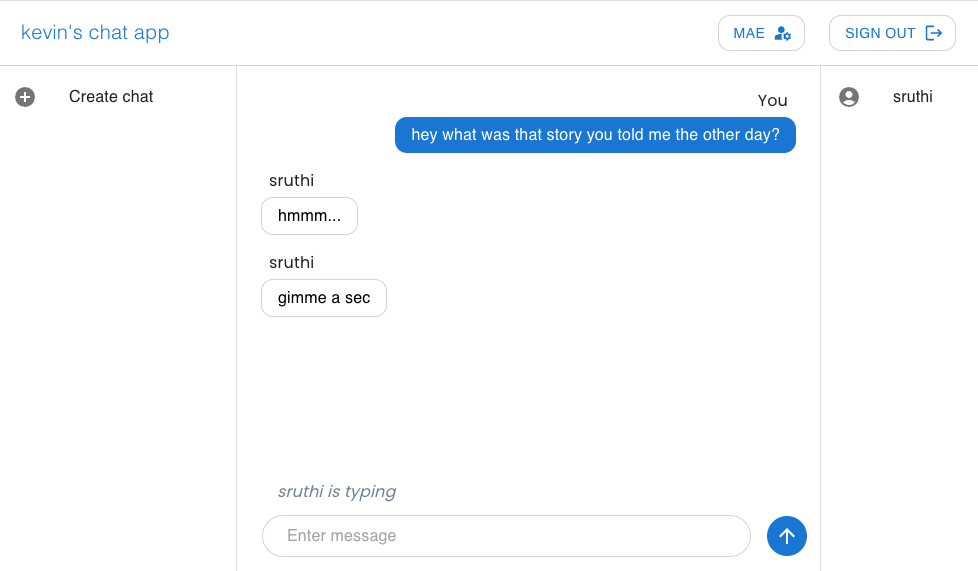 kevin's chat app
MAE
SIGN OUT
Create chat
You
hey what was that story you told me the other day?
sruthi
hmmm...
sruthi
gimme a sec
sruthi is typing
Enter message
sruthi